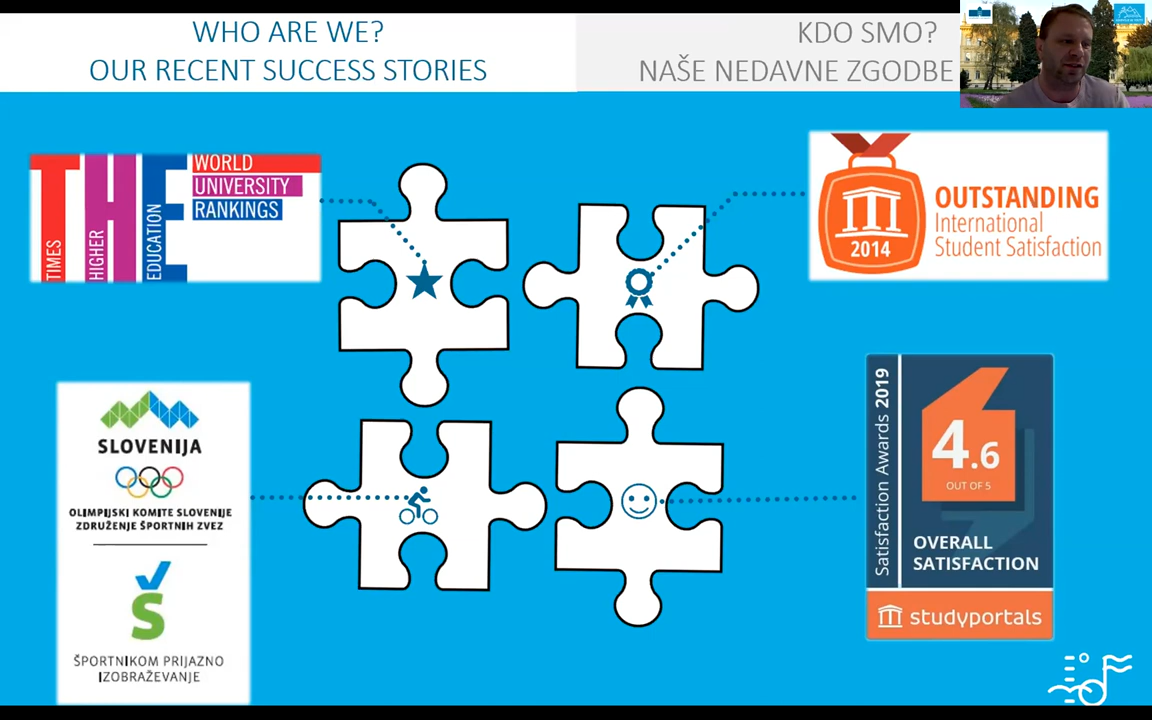 WHO ARE WE?
OUR RECENT SUCCESS STORIES
KDO SMO?
NAŠE NEDAVNE ZGODBE
TIMES
HIGHER
EDUCATION
WORLD
UNIVERSITY
RANKINGS
2014
OUTSTANDING
International
Student Satisfaction
SLOVENIJA
OLIMPIJSKI KOMITE SLOVENIJE
ZDRUŽENJE ŠPORTNIH ZVEZ
Š
ŠPORTNIKOM PRIJAZNO
IZOBRAŽEVANJE
Satisfaction Awards 2019
4.6
OUT OF 5
OVERALL
SATISFACTION
studyportals